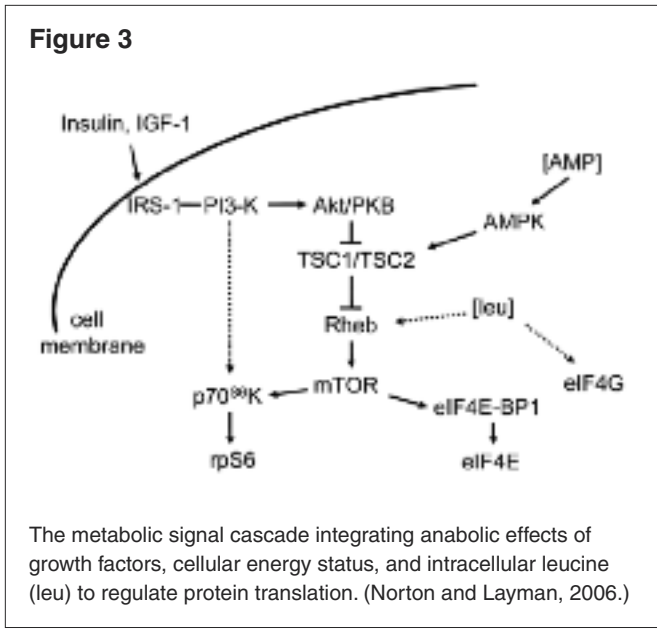 Figure 3
Insulin, IGF-1
[AMP]
IRS-1 PI3-K Akt/PKB AMPK
TSC1/TSC2
cell
membrane
Rheb [leu]
p70S6K mTOR eIF4E-BP1 eIF4G
rpS6 eIF4E
The metabolic signal cascade integrating anabolic effects of
growth factors, cellular energy status, and intracellular leucine
(leu) to regulate protein translation. (Norton and Layman, 2006.)